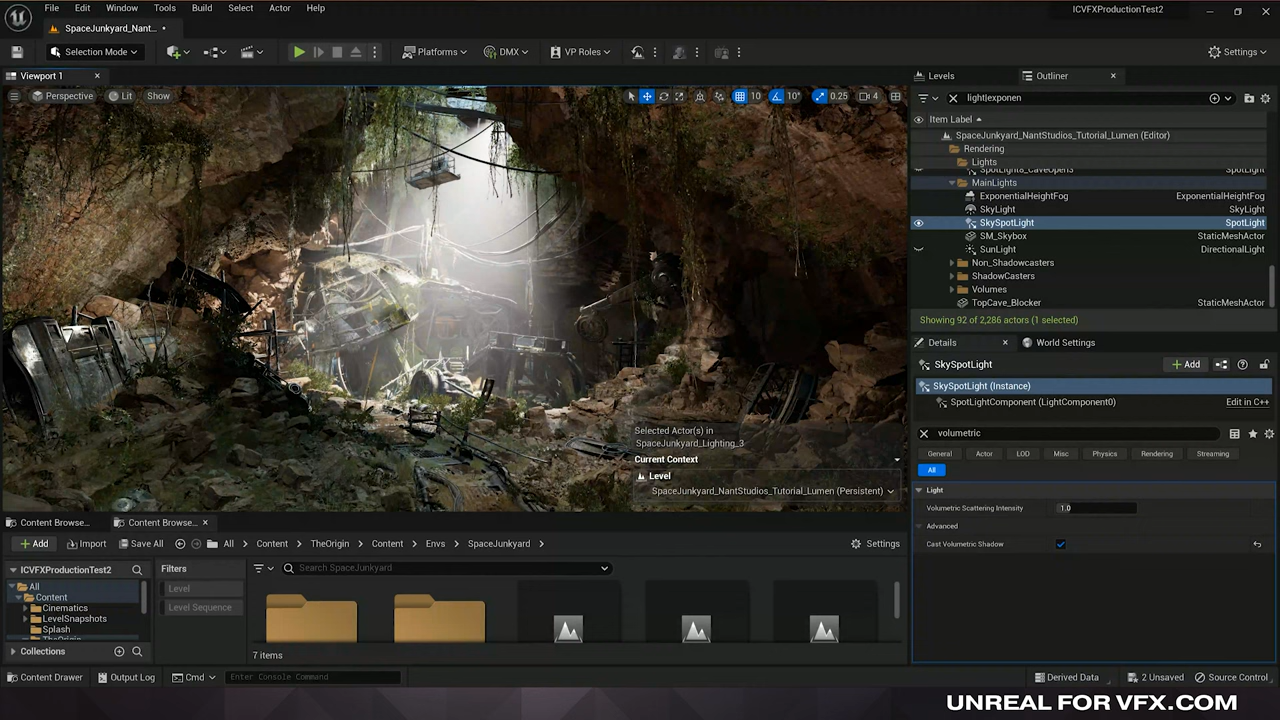 File Edit Window Tools Build Select Actor Help
ICVFXProductionTest2
SpaceJunkyard_Nant...
Selection Mode
Platforms
DMX
VP Roles
Settings
Viewport 1
Levels
Outliner
Perspective
Lit
Show
10
10°
0.25
4
light|exponen
Item Label
SpaceJunkyard_NantStudios_Tutorial_Lumen (Editor)
Rendering
Lights
SpotLight8_CaveOpen3 SpotLight
MainLights
ExponentialHeightFog ExponentialHeightFog
SkyLight SkyLight
SkySpotLight SpotLight
SM_Skybox StaticMeshActor
SunLight DirectionalLight
Non_Shadowcasters
ShadowCasters
Volumes
TopCave_Blocker StaticMeshActor
Showing 92 of 2,286 actors (1 selected)
Details
World Settings
SkySpotLight
Add
SkySpotLight (Instance)
SpotLightComponent (LightComponent0) Edit in C++
volumetric
General Actor LOD Misc Physics Rendering Streaming
All
Light
Volumetric Scattering Intensity 1.0
Advanced
Cast Volumetric Shadow
Selected Actor(s) in
SpaceJunkyard_Lighting_3
Current Context
Level
SpaceJunkyard_NantStudios_Tutorial_Lumen (Persistent)
Content Browse...
Content Browse...
Add Import Save All All Content TheOrigin Content Envs SpaceJunkyard Settings
ICVFXProductionTest2
All
Content
Cinematics
LevelSnapshots
Splash
TheOrigin
Collections
Filters
Level
Level Sequence
Search SpaceJunkyard
7 items
Content Drawer Output Log Cmd Enter Console Command Derived Data 2 Unsaved Source Control
UNREAL FOR VFX.COM